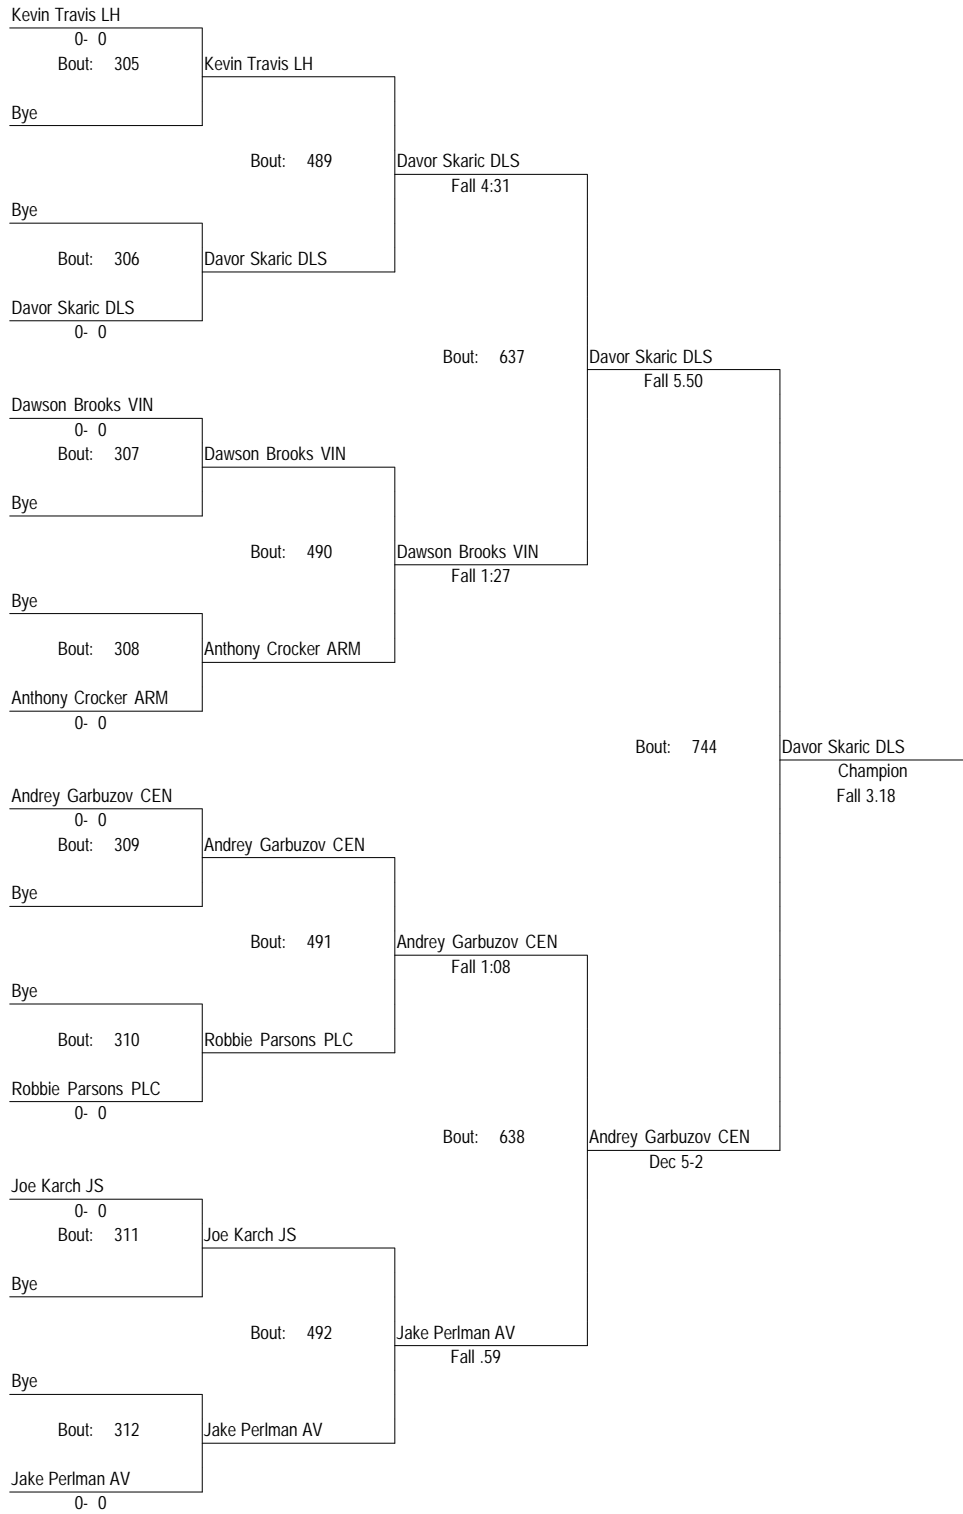 Kevin Travis LH
0- 0
Bout: 305
Kevin Travis LH
Bye
Bout: 489
Davor Skaric DLS
Fall 4:31
Bye
Bout: 306
Davor Skaric DLS
Davor Skaric DLS
0- 0
Bout: 637
Davor Skaric DLS
Fall 5.50
Dawson Brooks VIN
0- 0
Bout: 307
Dawson Brooks VIN
Bye
Bout: 490
Dawson Brooks VIN
Fall 1:27
Bye
Bout: 308
Anthony Crocker ARM
Anthony Crocker ARM
0- 0
Bout: 744
Davor Skaric DLS
Champion
Fall 3.18
Andrey Garbuzov CEN
0- 0
Bout: 309
Andrey Garbuzov CEN
Bye
Bout: 491
Andrey Garbuzov CEN
Fall 1:08
Bye
Bout: 310
Robbie Parsons PLC
Robbie Parsons PLC
0- 0
Bout: 638
Andrey Garbuzov CEN
Dec 5-2
Joe Karch JS
0- 0
Bout: 311
Joe Karch JS
Bye
Bout: 492
Jake Perlman AV
Fall .59
Bye
Bout: 312
Jake Perlman AV
Jake Perlman AV
0- 0